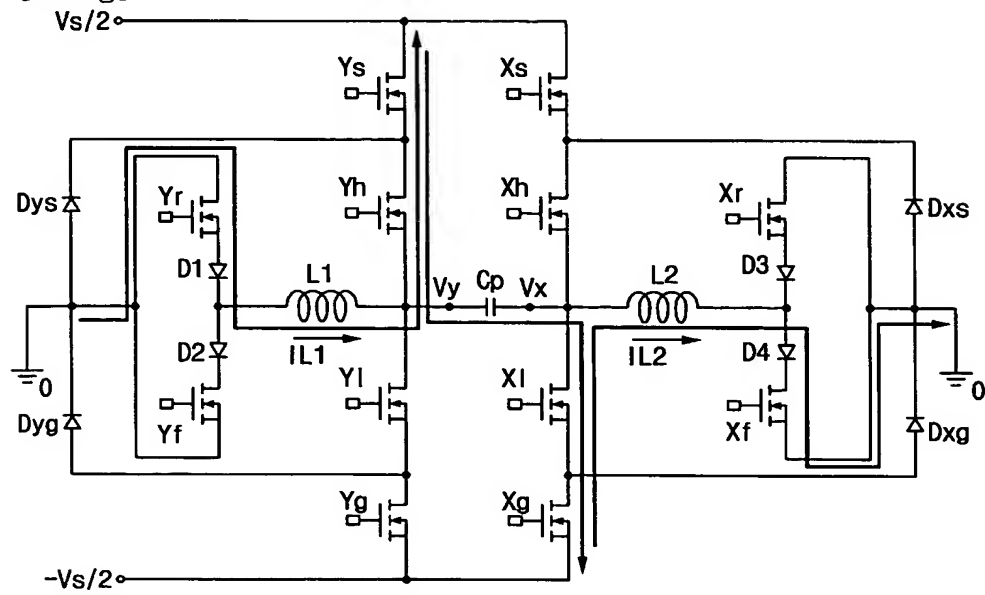 Vs/2
Ys
Xs
Dys
Yr
Yh
Xh
Xr
Dxs
D1
L1
Vy
Cp
Vx
L2
D3
0
D2
IL1
IL2
D4
0
Dyg
Yf
Yl
Xl
Xf
Dxg
Yg
Xg
-Vs/2